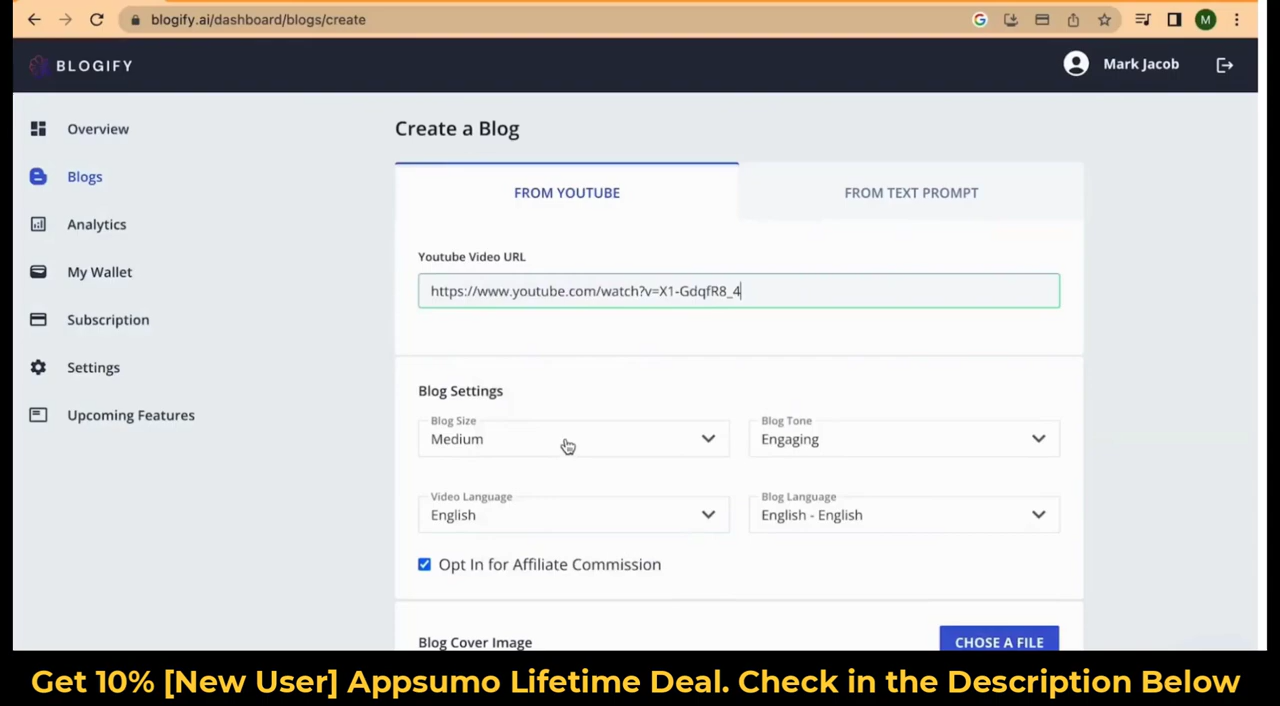 blogify.ai/dashboard/blogs/create
G
M
BLOGIFY
Mark Jacob
Overview
Blogs
Analytics
My Wallet
Subscription
Settings
Upcoming Features
Create a Blog
FROM YOUTUBE
FROM TEXT PROMPT
Youtube Video URL
https://www.youtube.com/watch?v=X1-GdqfR8_4
Blog Settings
Blog Size
Medium
Blog Tone
Engaging
Video Language
English
Blog Language
English - English
Opt In for Affiliate Commission
Blog Cover Image
CHOSE A FILE
Get 10% [New User] Appsumo Lifetime Deal. Check in the Description Below